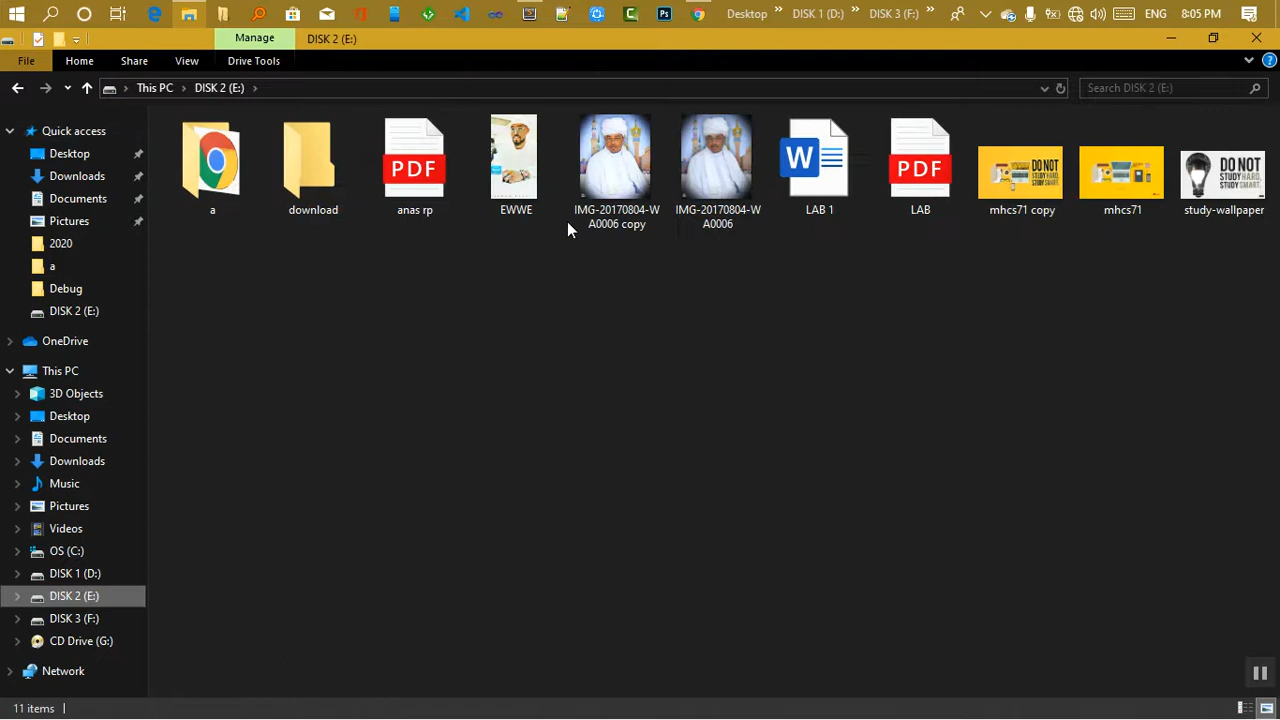 Desktop
DISK 1 (D:)
DISK 3 (F:)
ENG
8:05 PM
Manage
DISK 2 (E:)
File
Home
Share
View
Drive Tools
This PC
DISK 2 (E:)
Search DISK 2 (E:)
Quick access
Desktop
Downloads
Documents
Pictures
2020
a
Debug
DISK 2 (E:)
OneDrive
This PC
3D Objects
Desktop
Documents
Downloads
Music
Pictures
Videos
OS (C:)
DISK 1 (D:)
DISK 2 (E:)
DISK 3 (F:)
CD Drive (G:)
Network
a
download
PDF
anas rp
EWWE
IMG-20170804-W
A0006 copy
IMG-20170804-W
A0006
W
LAB 1
PDF
LAB
DO NOT
STUDY HARD,
STUDY SMART.
mhcs71 copy
mhcs71
DO NOT
STUDY HARD.
STUDY SMART.
study-wallpaper
11 items